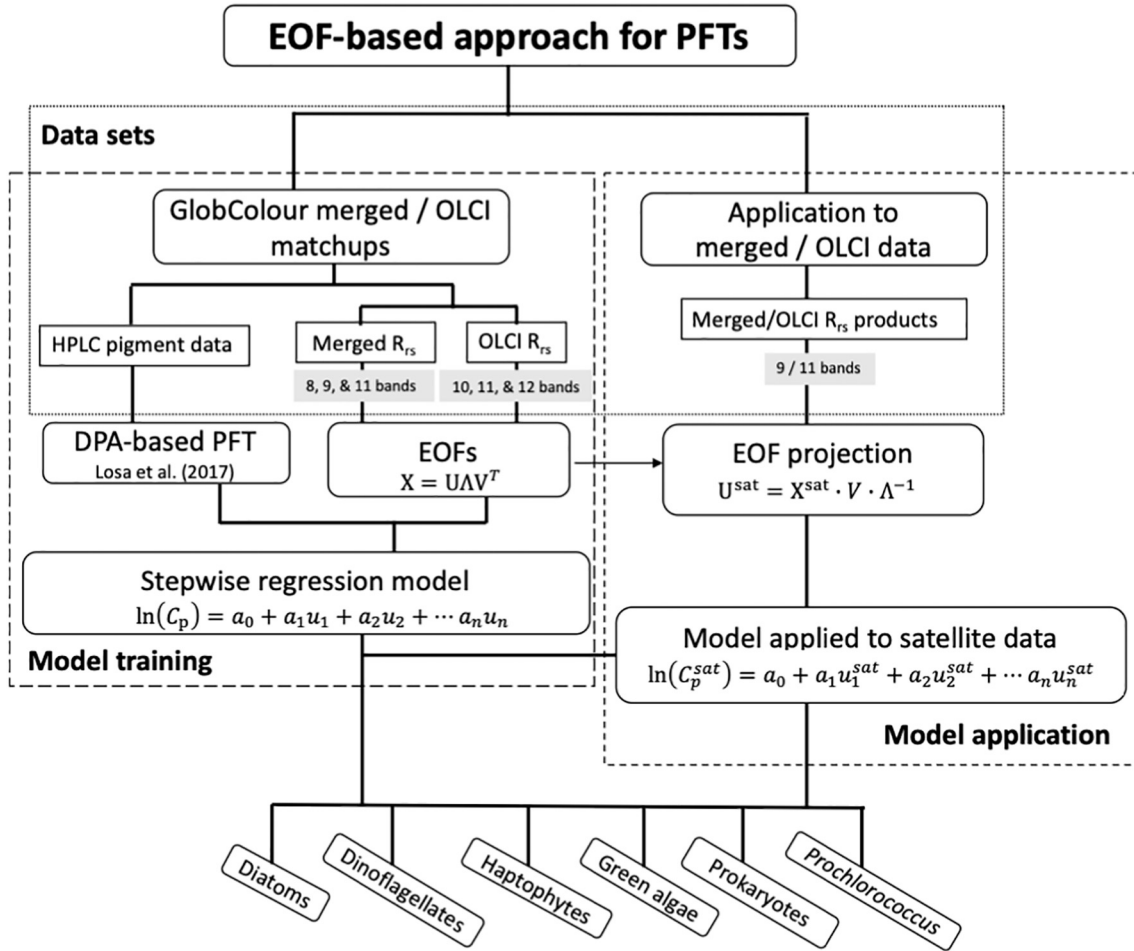 EOF-based approach for PFTs
Data sets
GlobColour merged / OLCI
matchups
Application to
merged / OLCI data
HPLC pigment data
Merged Rrs
OLCI Rrs
Merged/OLCI Rrs products
8, 9, & 11 bands
10, 11, & 12 bands
9 / 11 bands
DPA-based PFT
Losa et al. (2017)
EOFs
X = UΛV^T
EOF projection
U^sat = X^sat · V · Λ^−1
Stepwise regression model
ln(C_p) = a_0 + a_1u_1 + a_2u_2 + ⋯ a_nu_n
Model training
Model applied to satellite data
ln(C_p^sat) = a_0 + a_1u_1^sat + a_2u_2^sat + ⋯ a_nu_n^sat
Model application
Diatoms
Dinoflagellates
Haptophytes
Green algae
Prokaryotes
Prochlorococcus